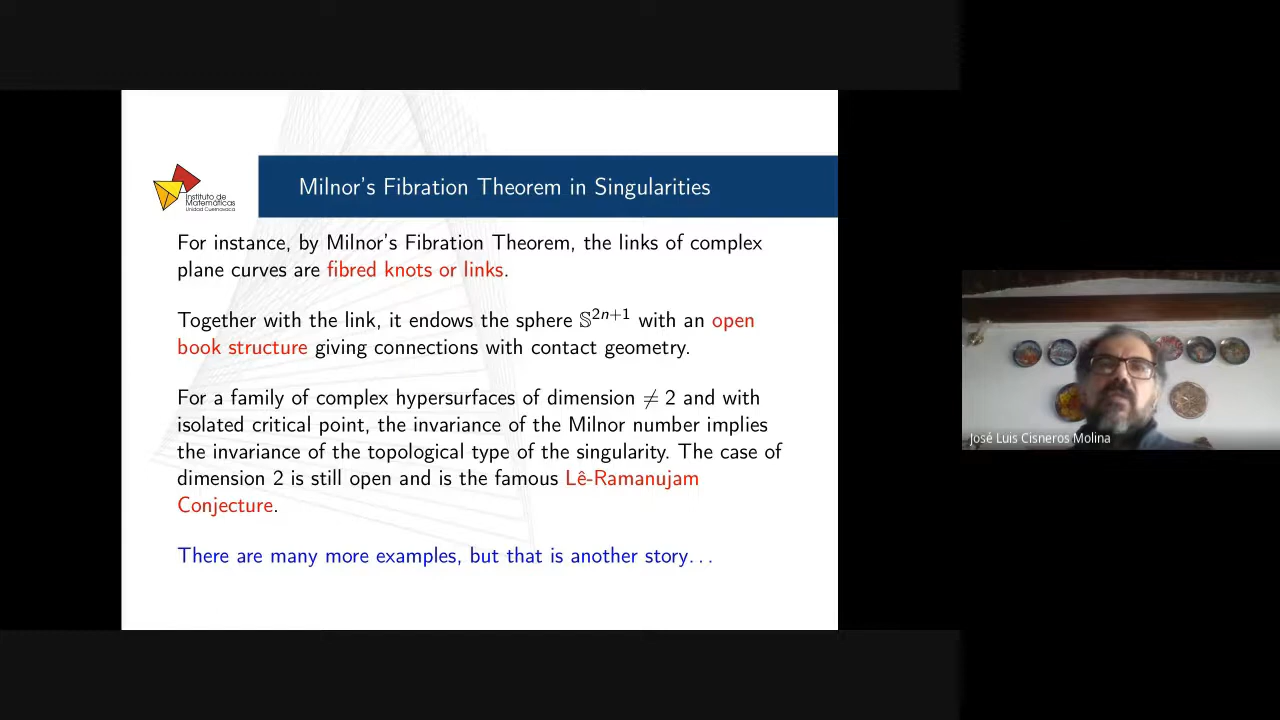 Instituto de
Matemáticas
Unidad Cuernavaca
Milnor's Fibration Theorem in Singularities
For instance, by Milnor's Fibration Theorem, the links of complex
plane curves are fibred knots or links.
Together with the link, it endows the sphere 𝕊²ⁿ⁺¹ with an open
book structure giving connections with contact geometry.
For a family of complex hypersurfaces of dimension ≠ 2 and with
isolated critical point, the invariance of the Milnor number implies
the invariance of the topological type of the singularity. The case of
dimension 2 is still open and is the famous Lê-Ramanujam
Conjecture.
There are many more examples, but that is another story...
José Luis Cisneros Molina